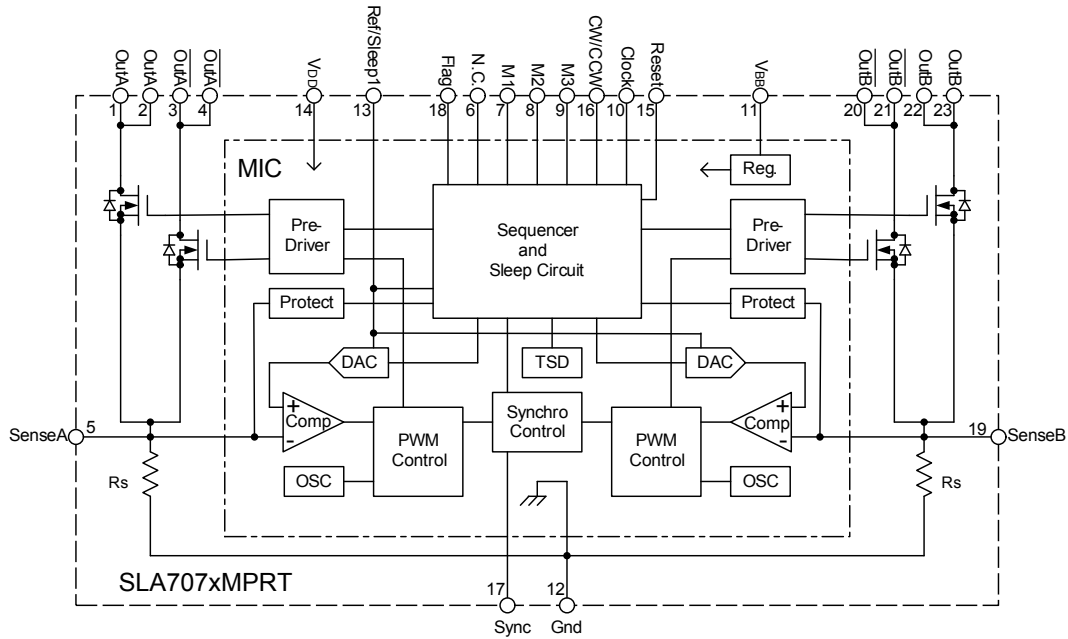 OutA
OutA
OutA
OutA
VDD
Ref/Sleep1
Flag
N.C.
M1
M2
M3
CW/CCW
Clock
Reset
VBB
OutB
OutB
OutB
OutB
1
2
3
4
14
13
18
6
7
8
9
16
10
15
11
20
21
22
23
MIC
Reg.
Pre-
Driver
Sequencer
and
Sleep Circuit
Pre-
Driver
Protect
Protect
DAC
TSD
DAC
+
Comp
-
Synchro
Control
+
Comp
-
SenseA
5
PWM
Control
PWM
Control
19
SenseB
Rs
OSC
OSC
Rs
SLA707xMPRT
17
12
Sync
Gnd